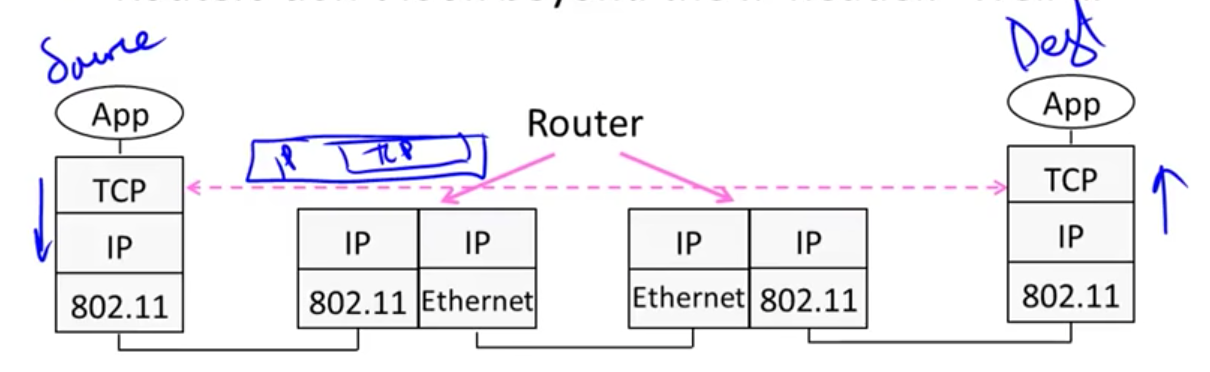 Source
Dest
App
App
Router
IP TCP
TCP
TCP
IP
IP
IP
IP
IP
IP
802.11
802.11
Ethernet
Ethernet
802.11
802.11